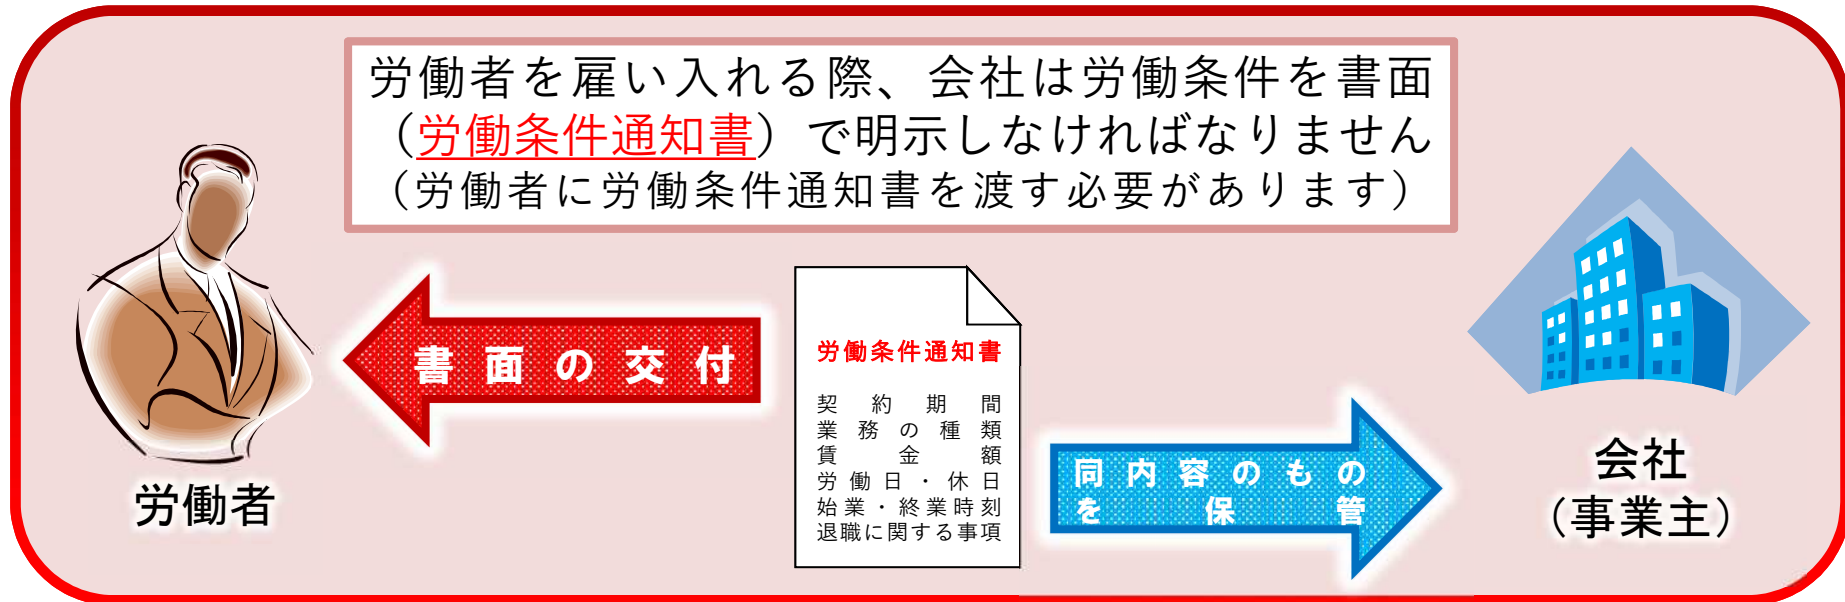 労働者を雇い入れる際、会社は労働条件を書面
（労働条件通知書）で明示しなければなりません
（労働者に労働条件通知書を渡す必要があります）
書面の交付
労働条件通知書
契約期間
業務の種類
賃金額
労働日・休日
始業・終業時刻
退職に関する事項
同内容のもの
を保管
労働者
会社
（事業主）